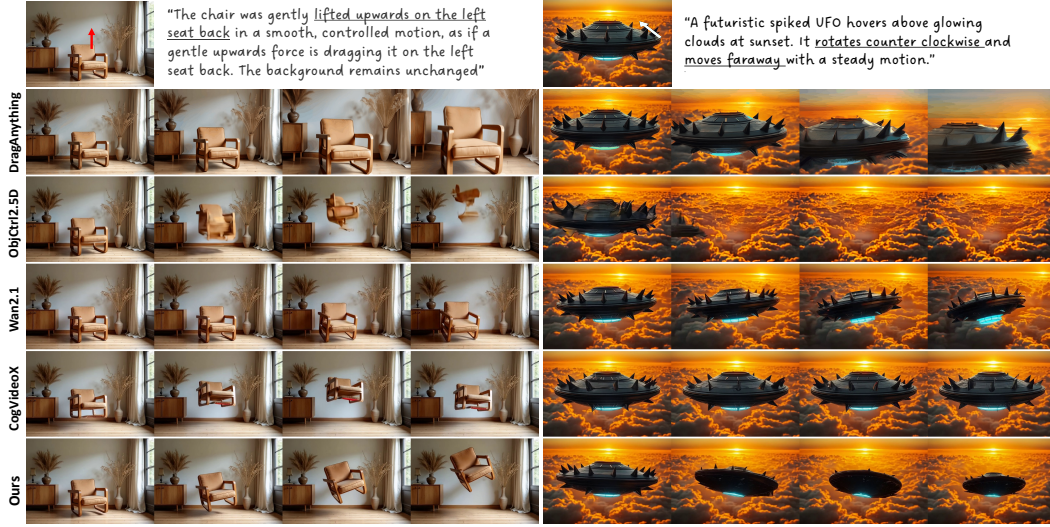 “The chair was gently lifted upwards on the left
seat back in a smooth, controlled motion, as if a
gentle upwards force is dragging it on the left
seat back. The background remains unchanged”
“A futuristic spiked UFO hovers above glowing
clouds at sunset. It rotates counter clockwise and
moves faraway with a steady motion.”
DragAnything
ObjCtrl2.5D
Wan2.1
CogVideoX
Ours